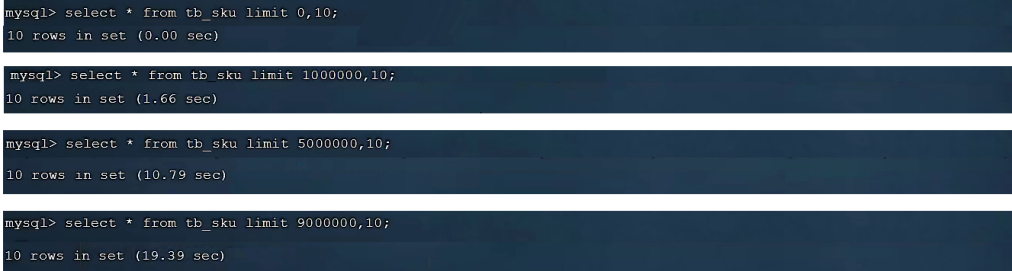 mysql> select * from tb_sku limit 0,10;
10 rows in set (0.00 sec)
mysql> select * from tb_sku limit 1000000,10;
10 rows in set (1.66 sec)
mysql> select * from tb_sku limit 5000000,10;
10 rows in set (10.79 sec)
mysql> select * from tb_sku limit 9000000,10;
10 rows in set (19.39 sec)